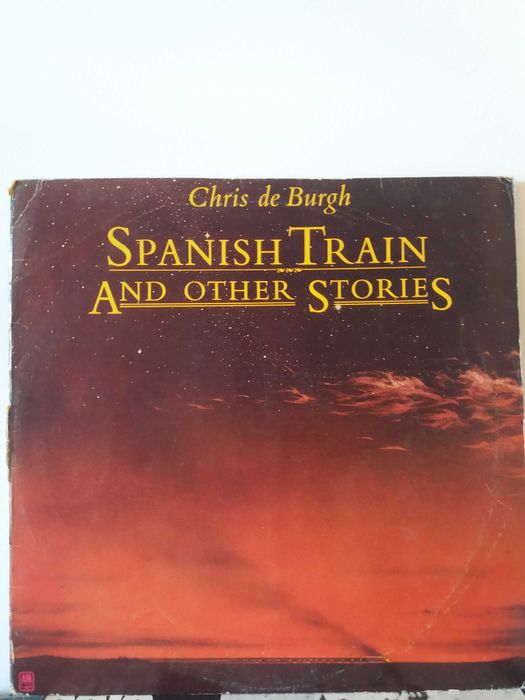 Chris de Burgh
SPANISH TRAIN
AND OTHER STORIES
A&M